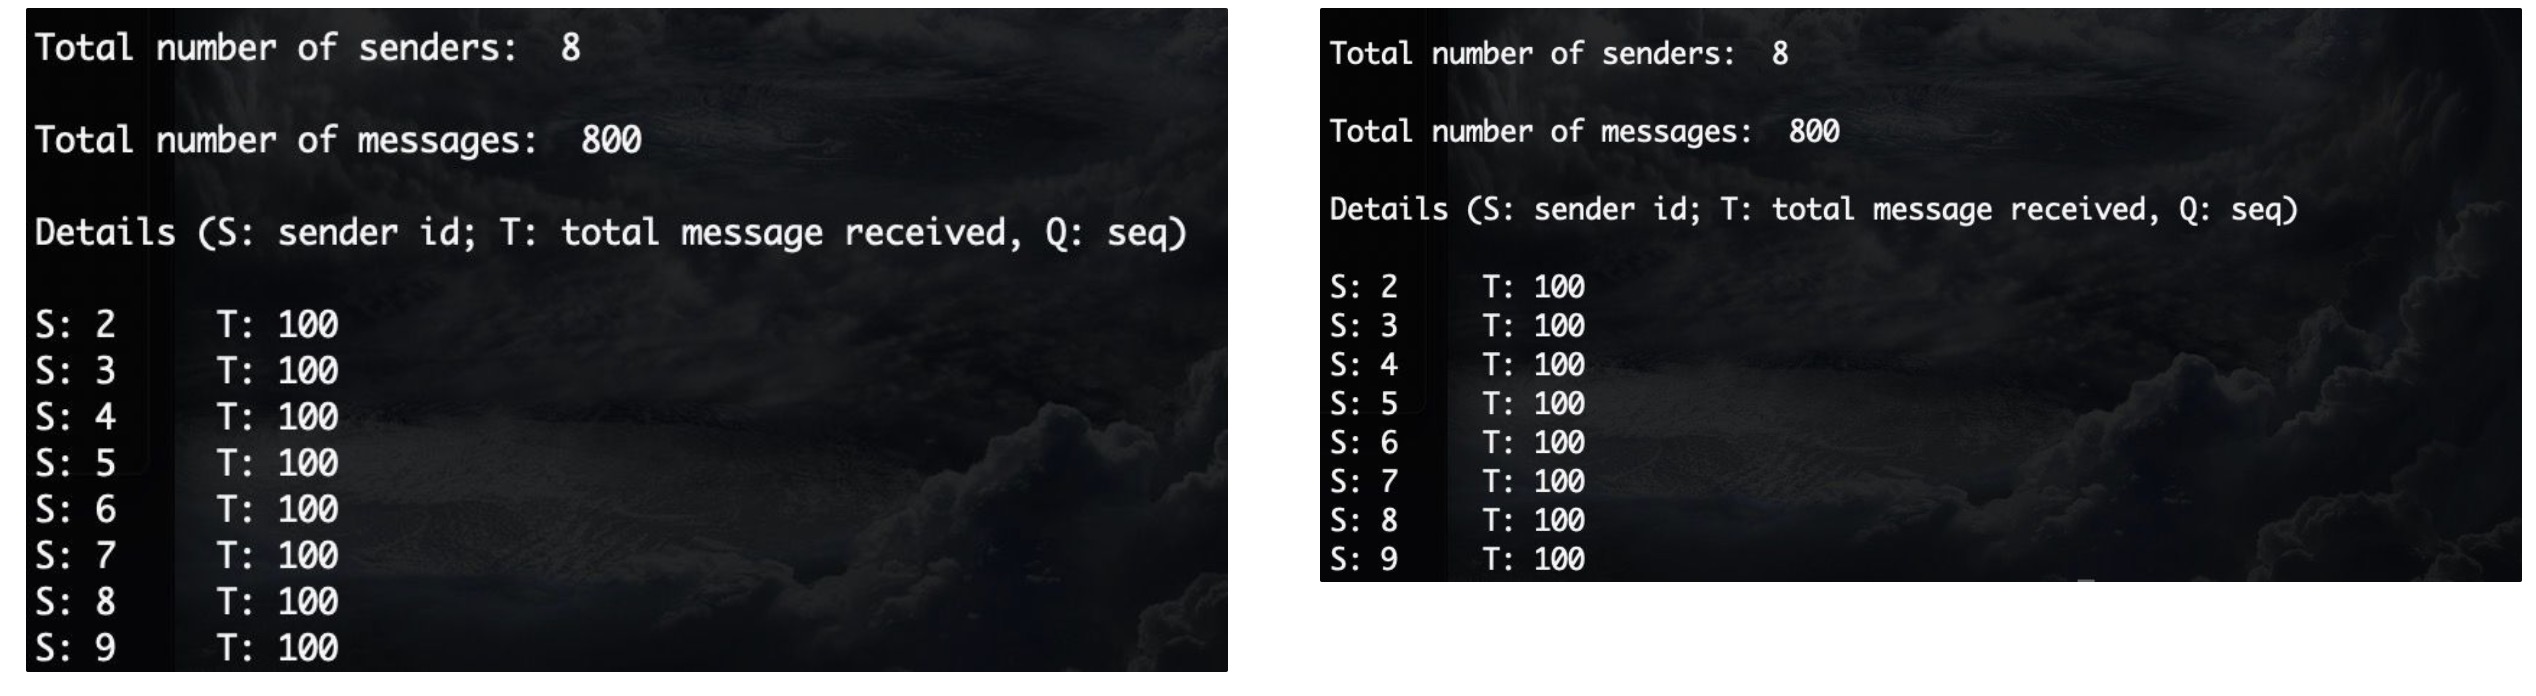 Total number of senders:  8
Total number of messages:  800
Details (S: sender id; T: total message received, Q: seq)
S: 2     T: 100
S: 3     T: 100
S: 4     T: 100
S: 5     T: 100
S: 6     T: 100
S: 7     T: 100
S: 8     T: 100
S: 9     T: 100
Total number of senders:  8
Total number of messages:  800
Details (S: sender id; T: total message received, Q: seq)
S: 2     T: 100
S: 3     T: 100
S: 4     T: 100
S: 5     T: 100
S: 6     T: 100
S: 7     T: 100
S: 8     T: 100
S: 9     T: 100